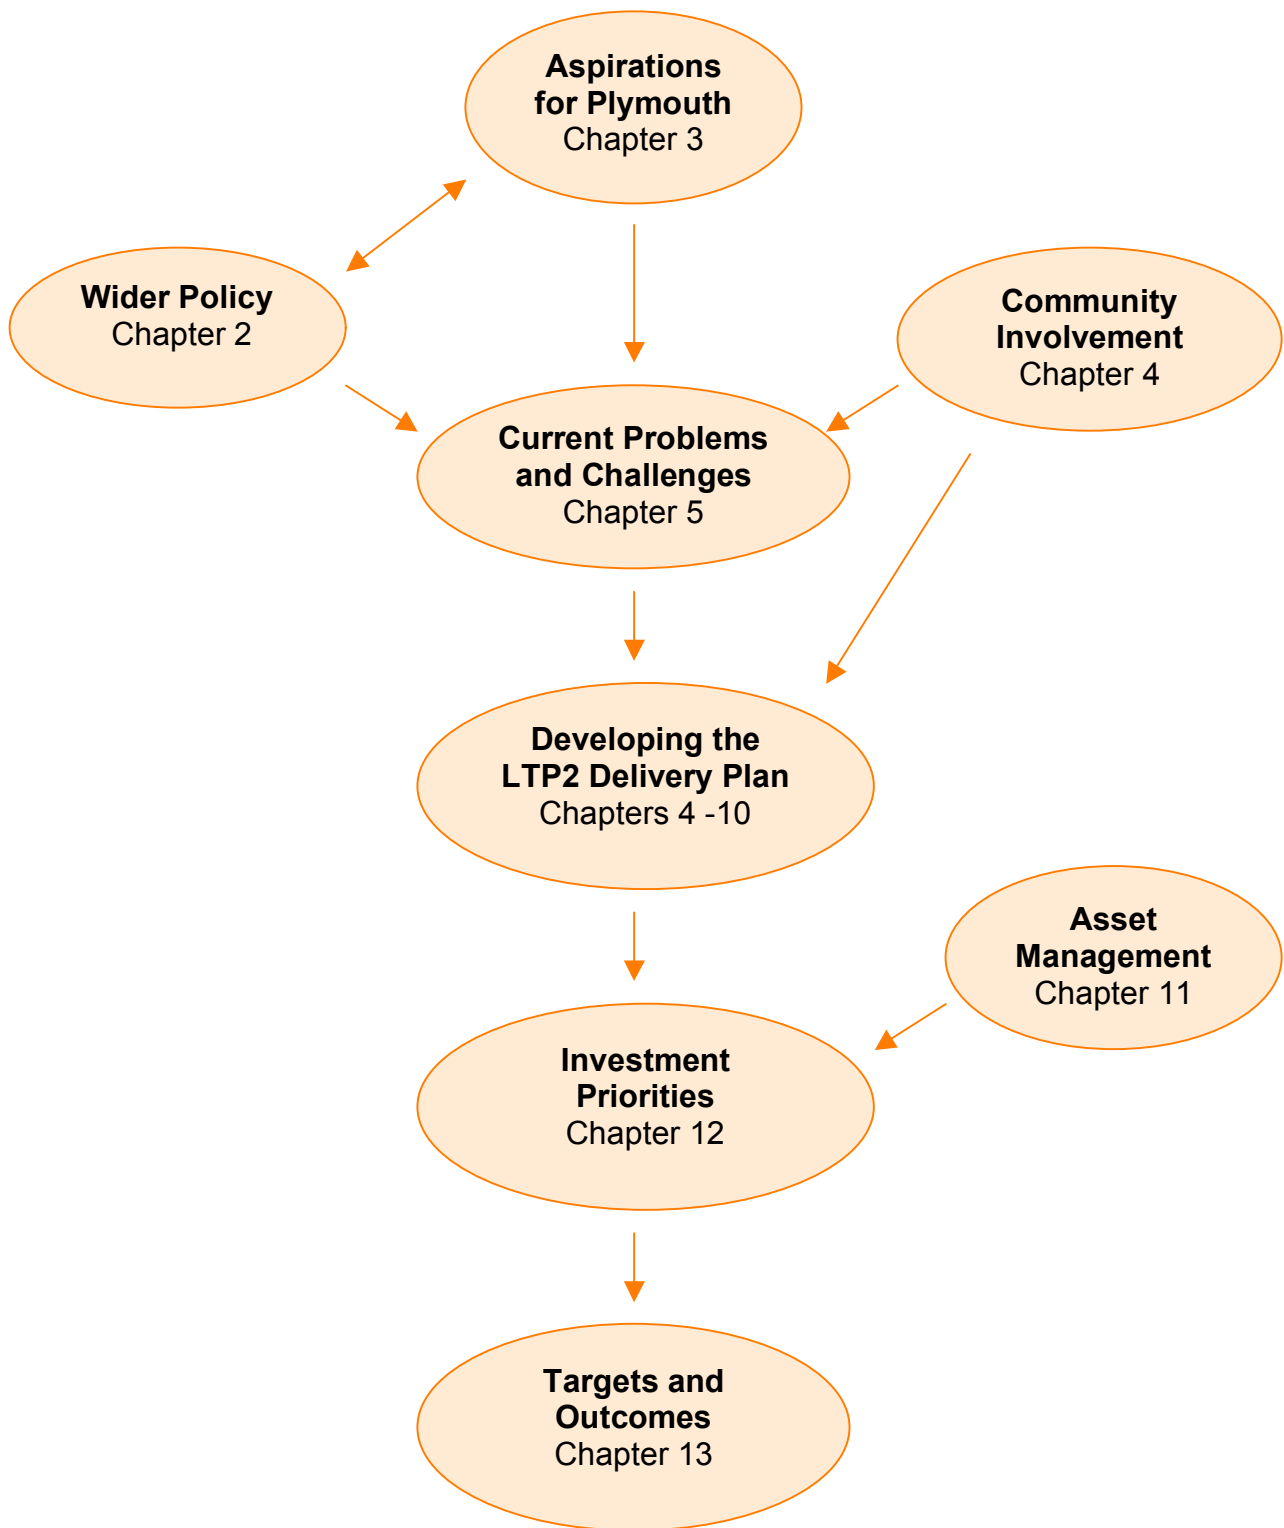 Aspirations
for Plymouth
Chapter 3
Wider Policy
Chapter 2
Community
Involvement
Chapter 4
Current Problems
and Challenges
Chapter 5
Developing the
LTP2 Delivery Plan
Chapters 4 -10
Asset
Management
Chapter 11
Investment
Priorities
Chapter 12
Targets and
Outcomes
Chapter 13